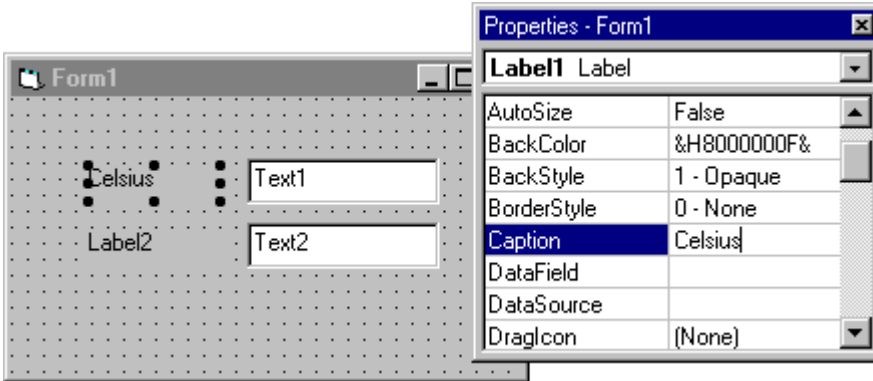 Properties - Form1
Label1 Label
AutoSize False
BackColor &H8000000F&
BackStyle 1 - Opaque
BorderStyle 0 - None
Caption Celsius
DataField
DataSource
DragIcon (None)
Form1
Celsius Text1
Label2 Text2